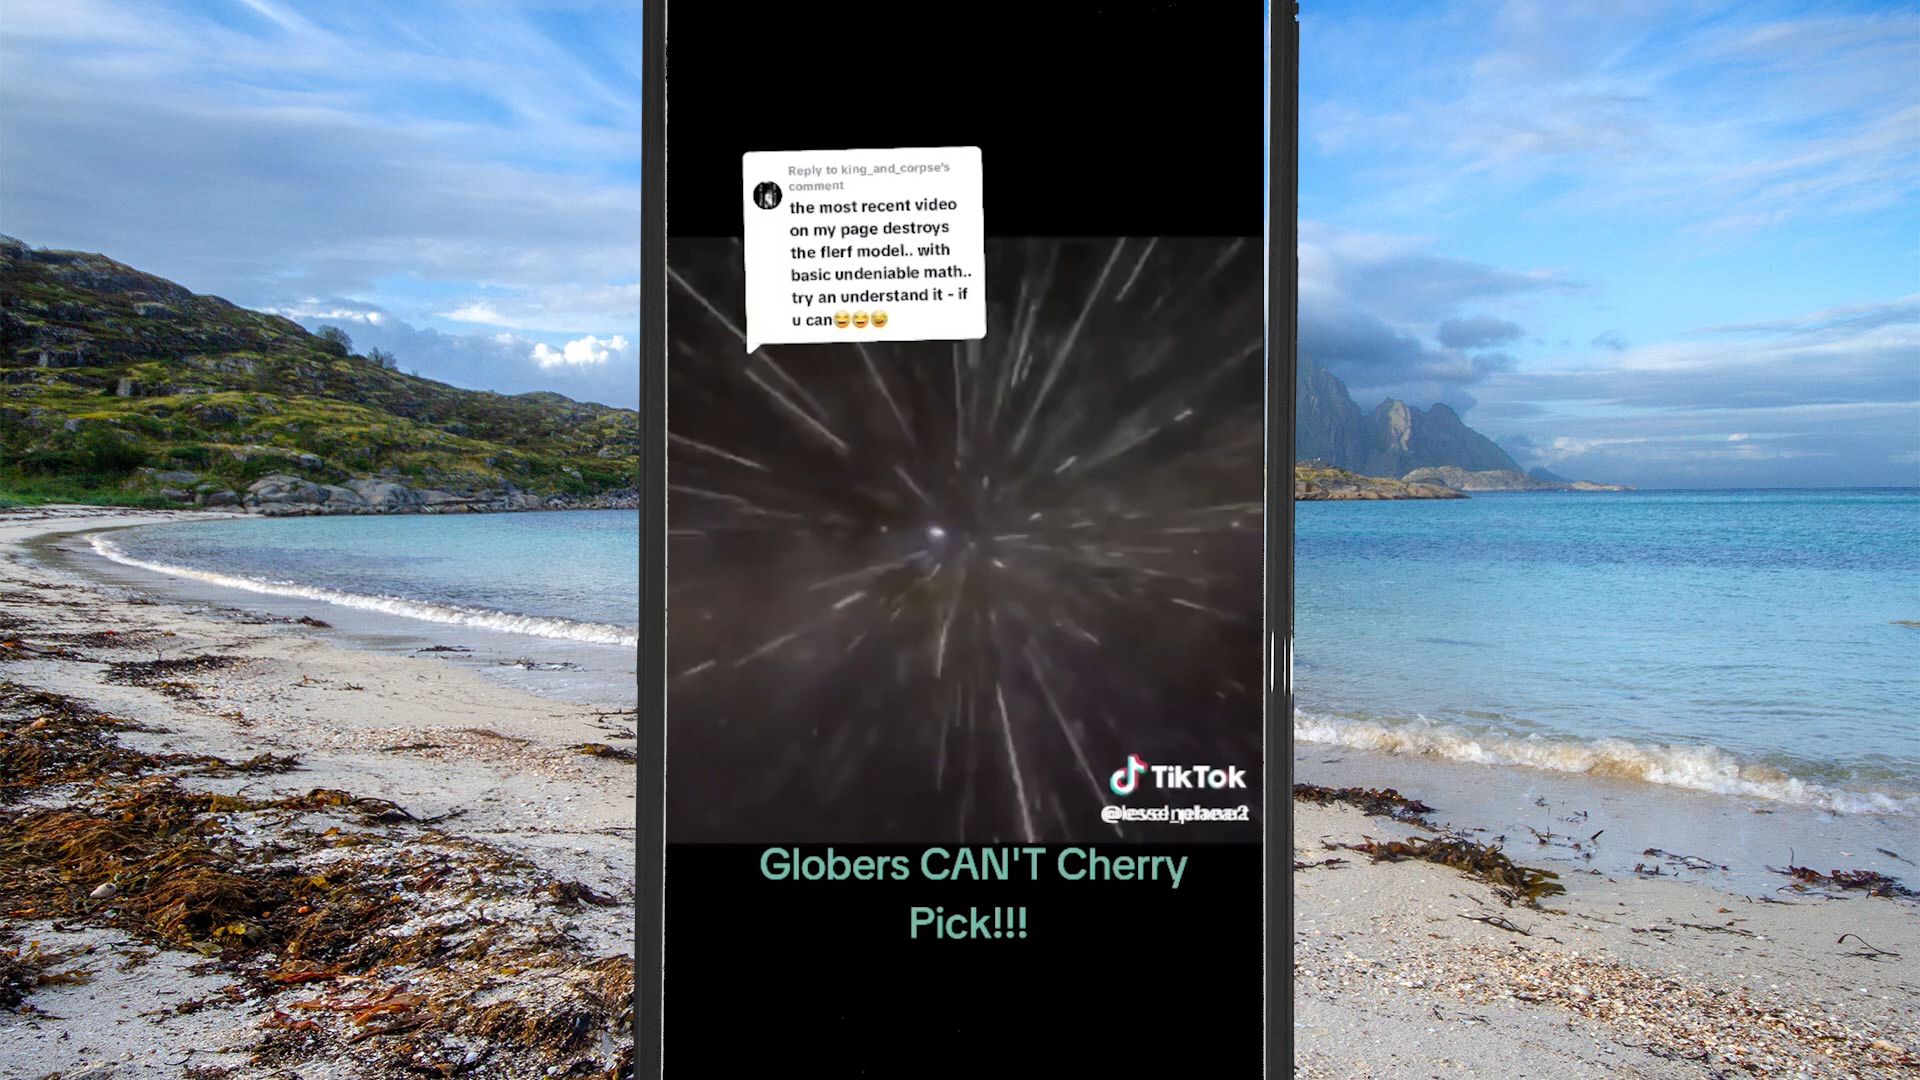 Reply to king_and_corpse's
comment
the most recent video
on my page destroys
the flerf model.. with
basic undeniable math..
try an understand it - if
u can😂😂😂
TikTok
Globers CAN'T Cherry
Pick!!!